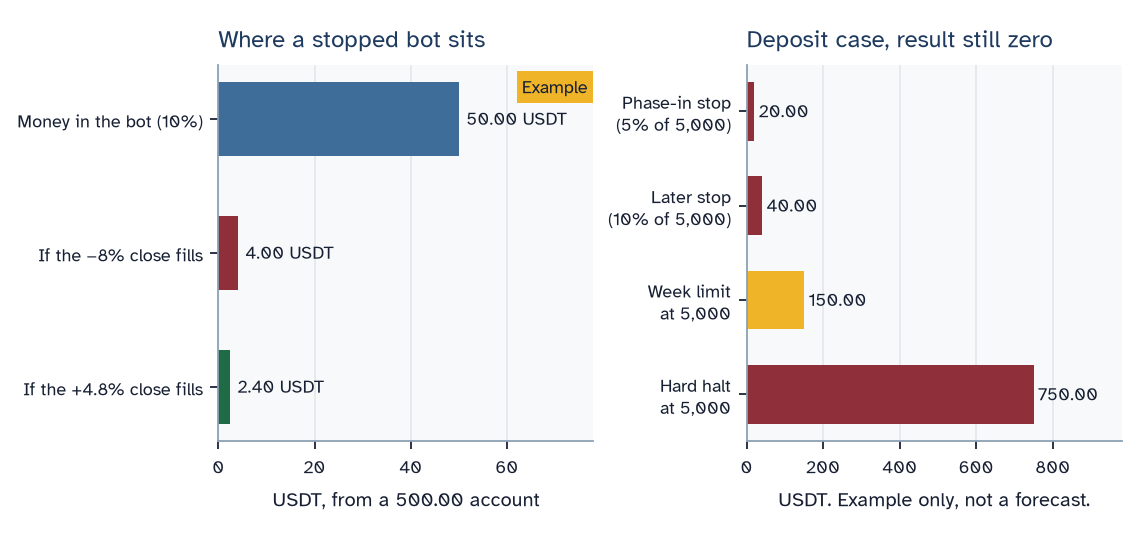 Where a stopped bot sits
Example
Money in the bot (10%)
50.00 USDT
If the −8% close fills
4.00 USDT
If the +4.8% close fills
2.40 USDT
0 20 40 60
USDT, from a 500.00 account
Deposit case, result still zero
Phase-in stop
(5% of 5,000)
20.00
Later stop
(10% of 5,000)
40.00
Week limit
at 5,000
150.00
Hard halt
at 5,000
750.00
0 200 400 600 800
USDT. Example only, not a forecast.